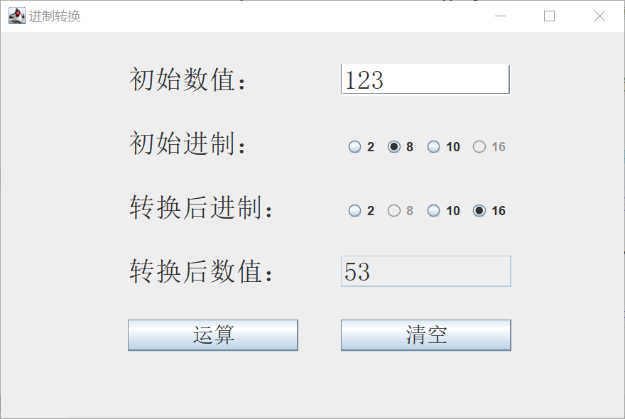 进制转换
初始数值： 123
初始进制： 2 8 10 16
转换后进制： 2 8 10 16
转换后数值： 53
运算 清空